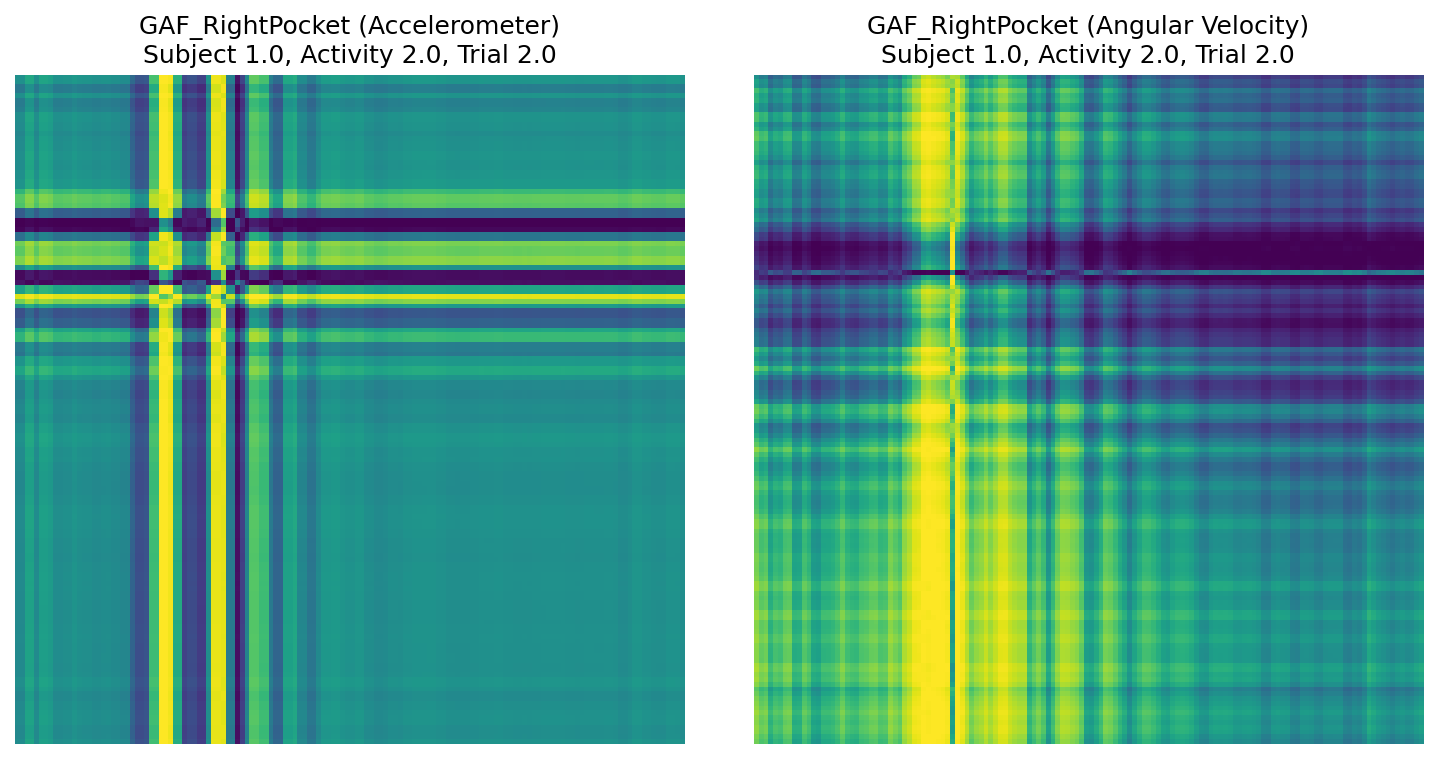 GAF_RightPocket (Accelerometer)
Subject 1.0, Activity 2.0, Trial 2.0
GAF_RightPocket (Angular Velocity)
Subject 1.0, Activity 2.0, Trial 2.0